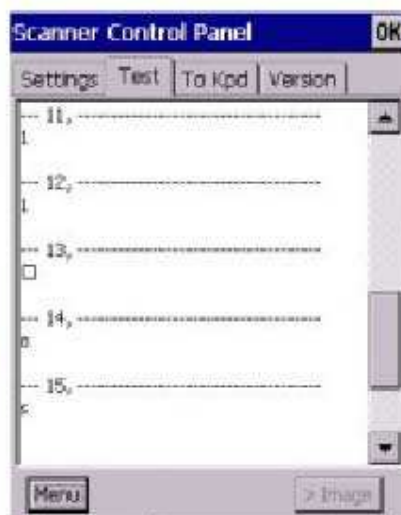 Scanner Control Panel OK
Settings Test To Kpd Version
--- 11, ---------------------------------
--- 12, ---------------------------------
--- 13, ---------------------------------
□
--- 14, ---------------------------------
--- 15, ---------------------------------
Menu > Image